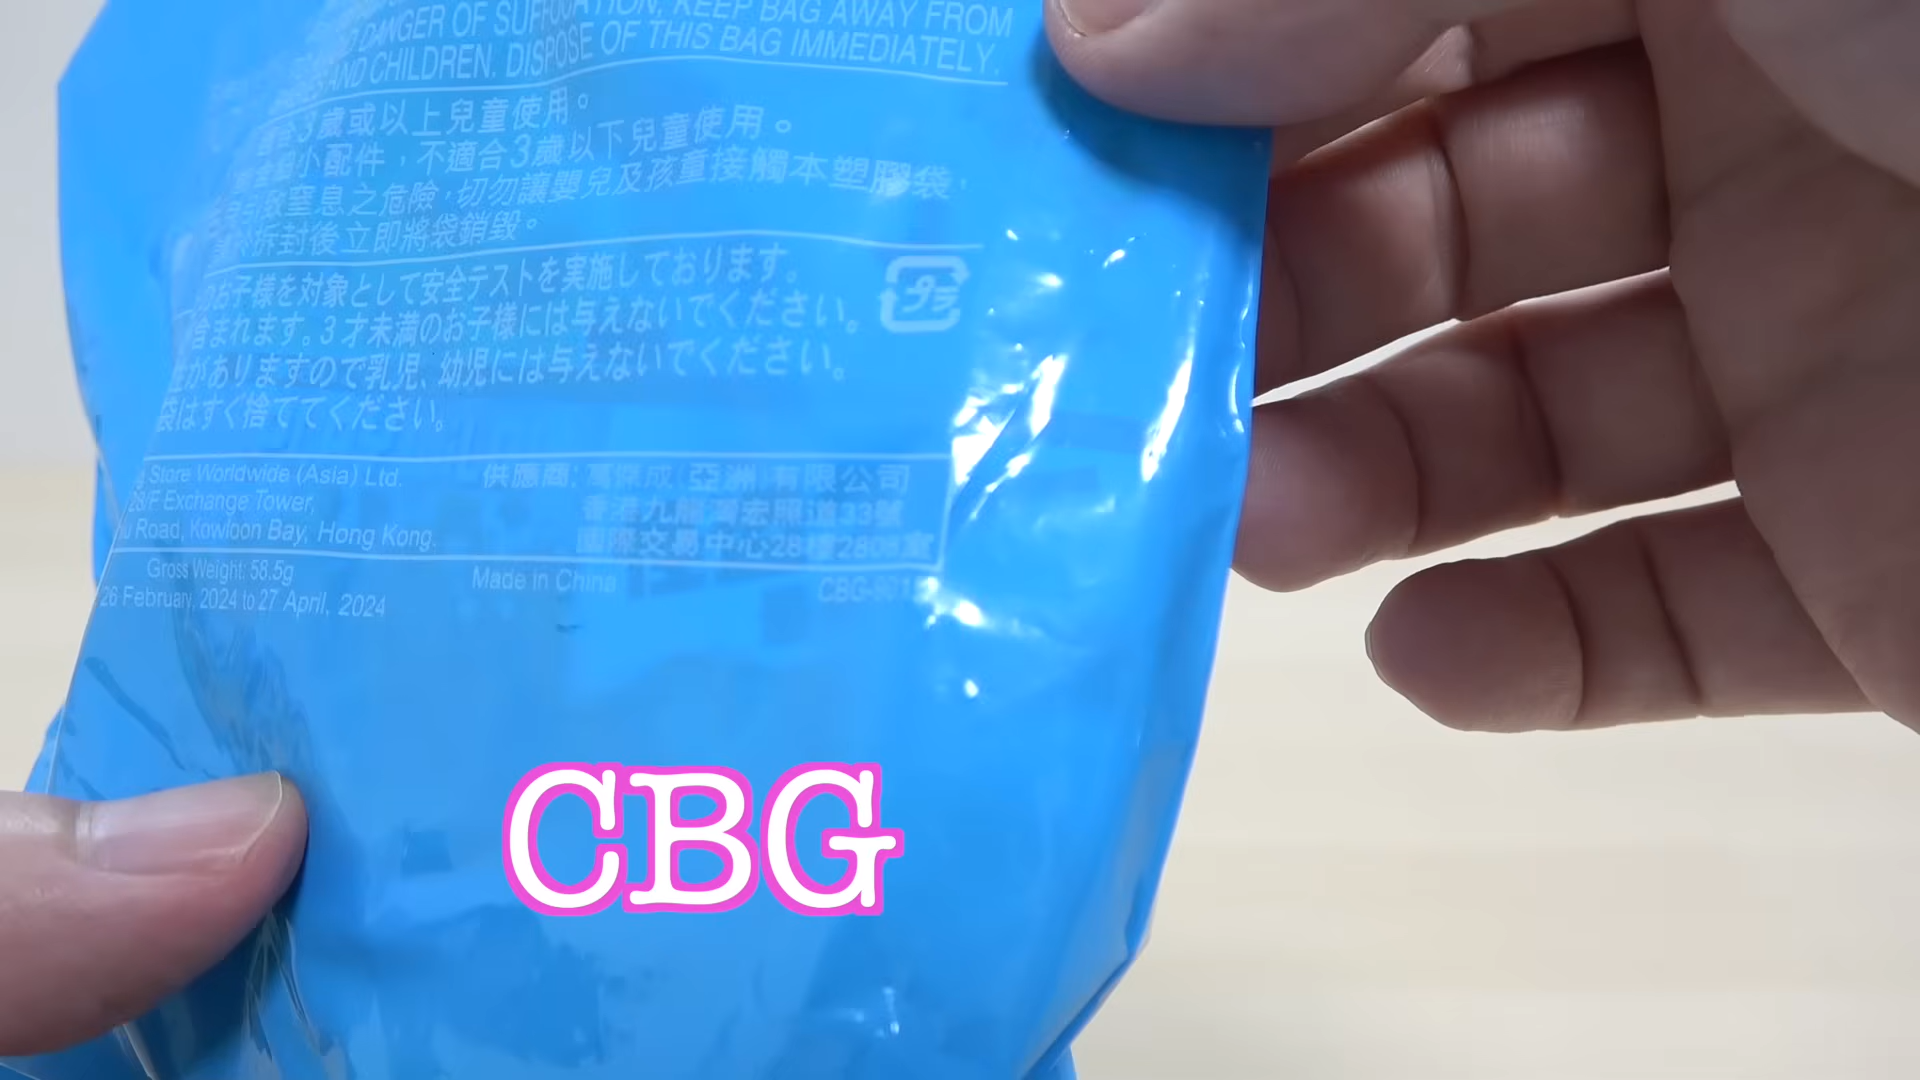 DANGER OF SUFFOCATION. KEEP BAG AWAY FROM
AND CHILDREN. DISPOSE OF THIS BAG IMMEDIATELY.
3歲或以上兒童使用。
小配件，不適合3歲以下兒童使用。
窒息之危險，切勿讓嬰兒及孩童接觸本塑膠袋，
拆封後立即將袋銷毀。
のお子様を対象として安全テストを実施しております。
含まれます。3才未満のお子様には与えないでください。
がありますので乳児、幼児には与えないでください。
袋はすぐ捨ててください。
プラ
Store Worldwide (Asia) Ltd.
28/F Exchange Tower,
Road, Kowloon Bay, Hong Kong.
供應商: 萬傑成(亞洲)有限公司
香港九龍灣宏照道33號
國際交易中心28樓
Gross Weight: 58.5g
26 February, 2024 to 27 April, 2024
Made in China
CBG